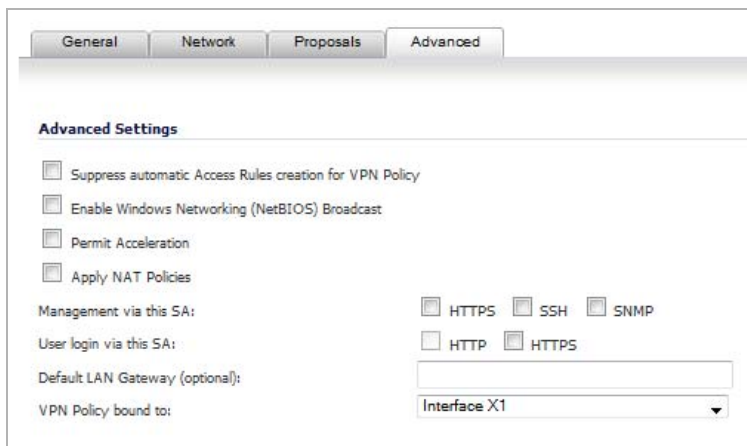 General Network Proposals Advanced
Advanced Settings
Suppress automatic Access Rules creation for VPN Policy
Enable Windows Networking (NetBIOS) Broadcast
Permit Acceleration
Apply NAT Policies
Management via this SA: HTTPS SSH SNMP
User login via this SA: HTTP HTTPS
Default LAN Gateway (optional):
VPN Policy bound to: Interface X1